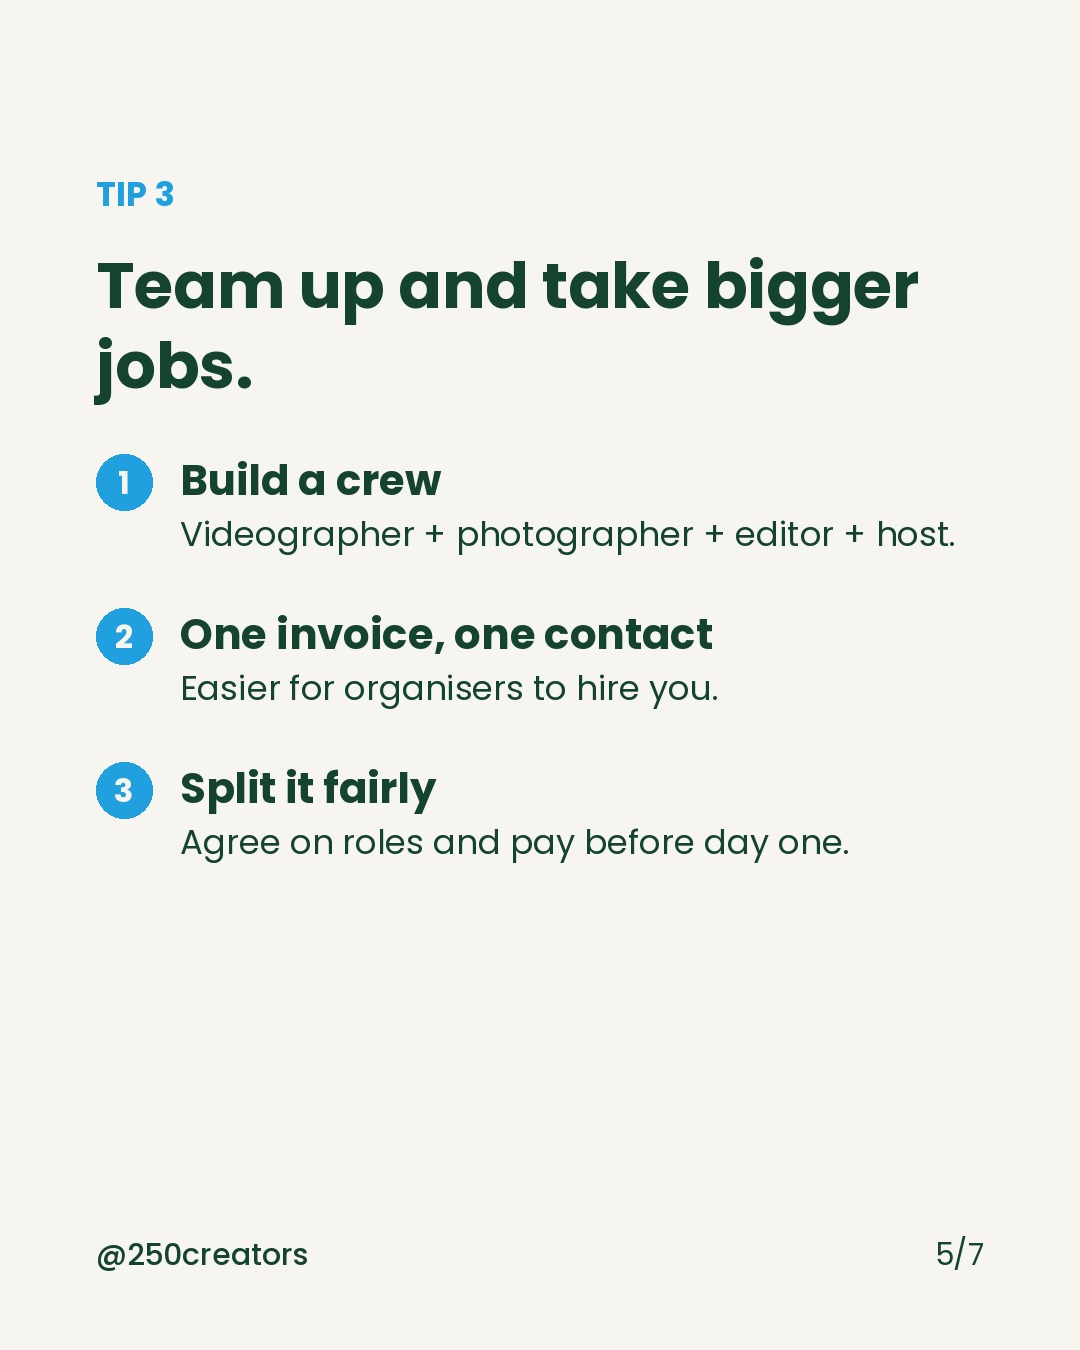 TIP 3
Team up and take bigger
jobs.
1
Build a crew
Videographer + photographer + editor + host.
2
One invoice, one contact
Easier for organisers to hire you.
3
Split it fairly
Agree on roles and pay before day one.
@250creators
5/7